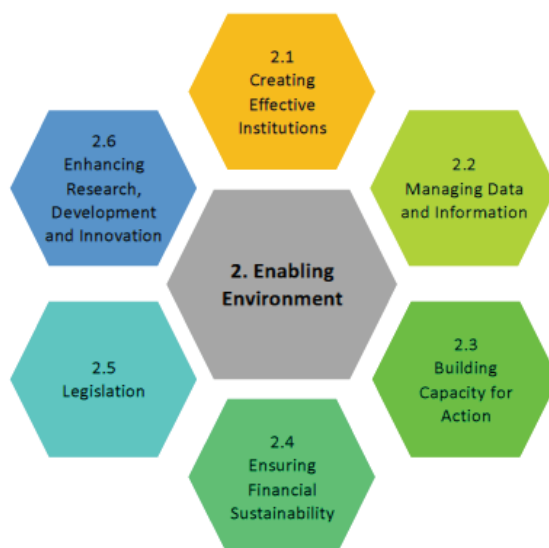 2.1
Creating
Effective
Institutions
2.2
Managing Data
and Information
2.3
Building
Capacity for
Action
2.4
Ensuring
Financial
Sustainability
2.5
Legislation
2.6
Enhancing
Research,
Development
and Innovation
2. Enabling
Environment